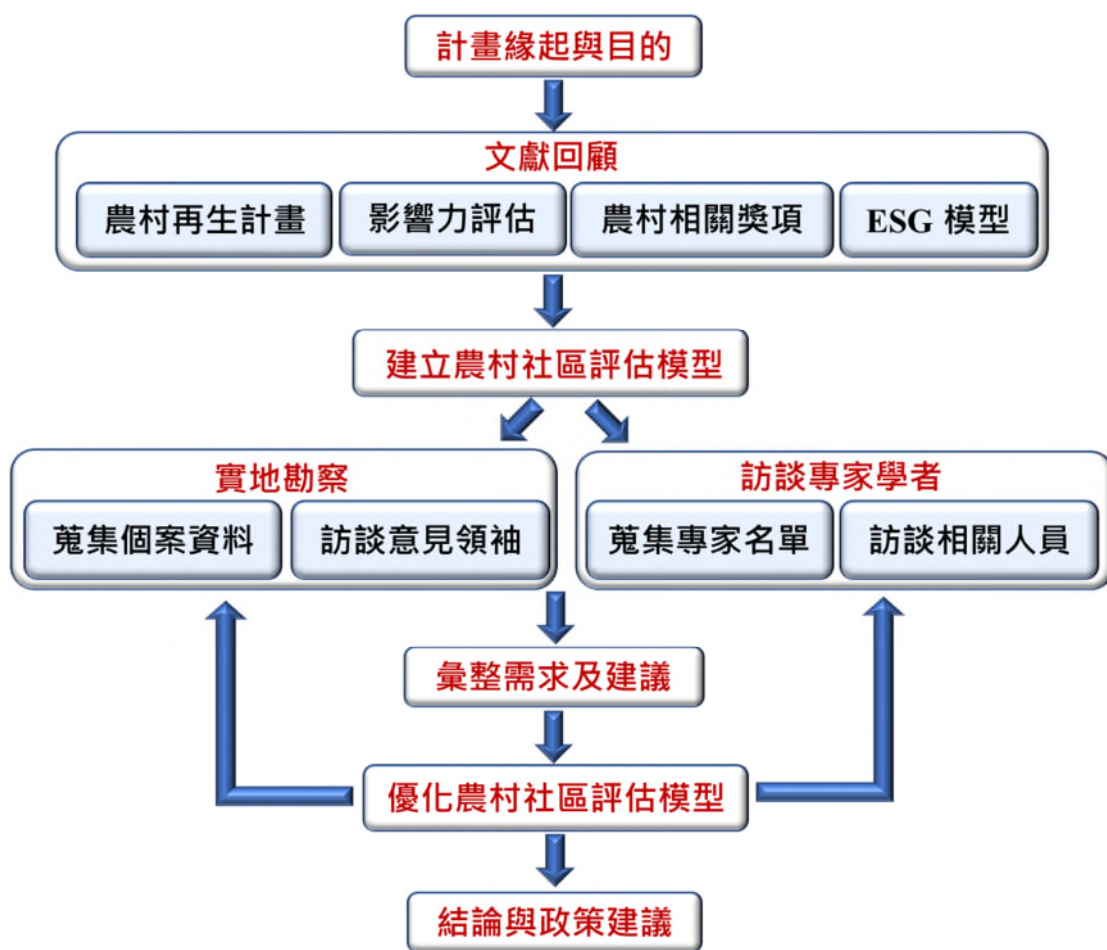 計畫緣起與目的
文獻回顧
農村再生計畫
影響力評估
農村相關獎項
ESG 模型
建立農村社區評估模型
實地勘察
蒐集個案資料
訪談意見領袖
訪談專家學者
蒐集專家名單
訪談相關人員
彙整需求及建議
優化農村社區評估模型
結論與政策建議